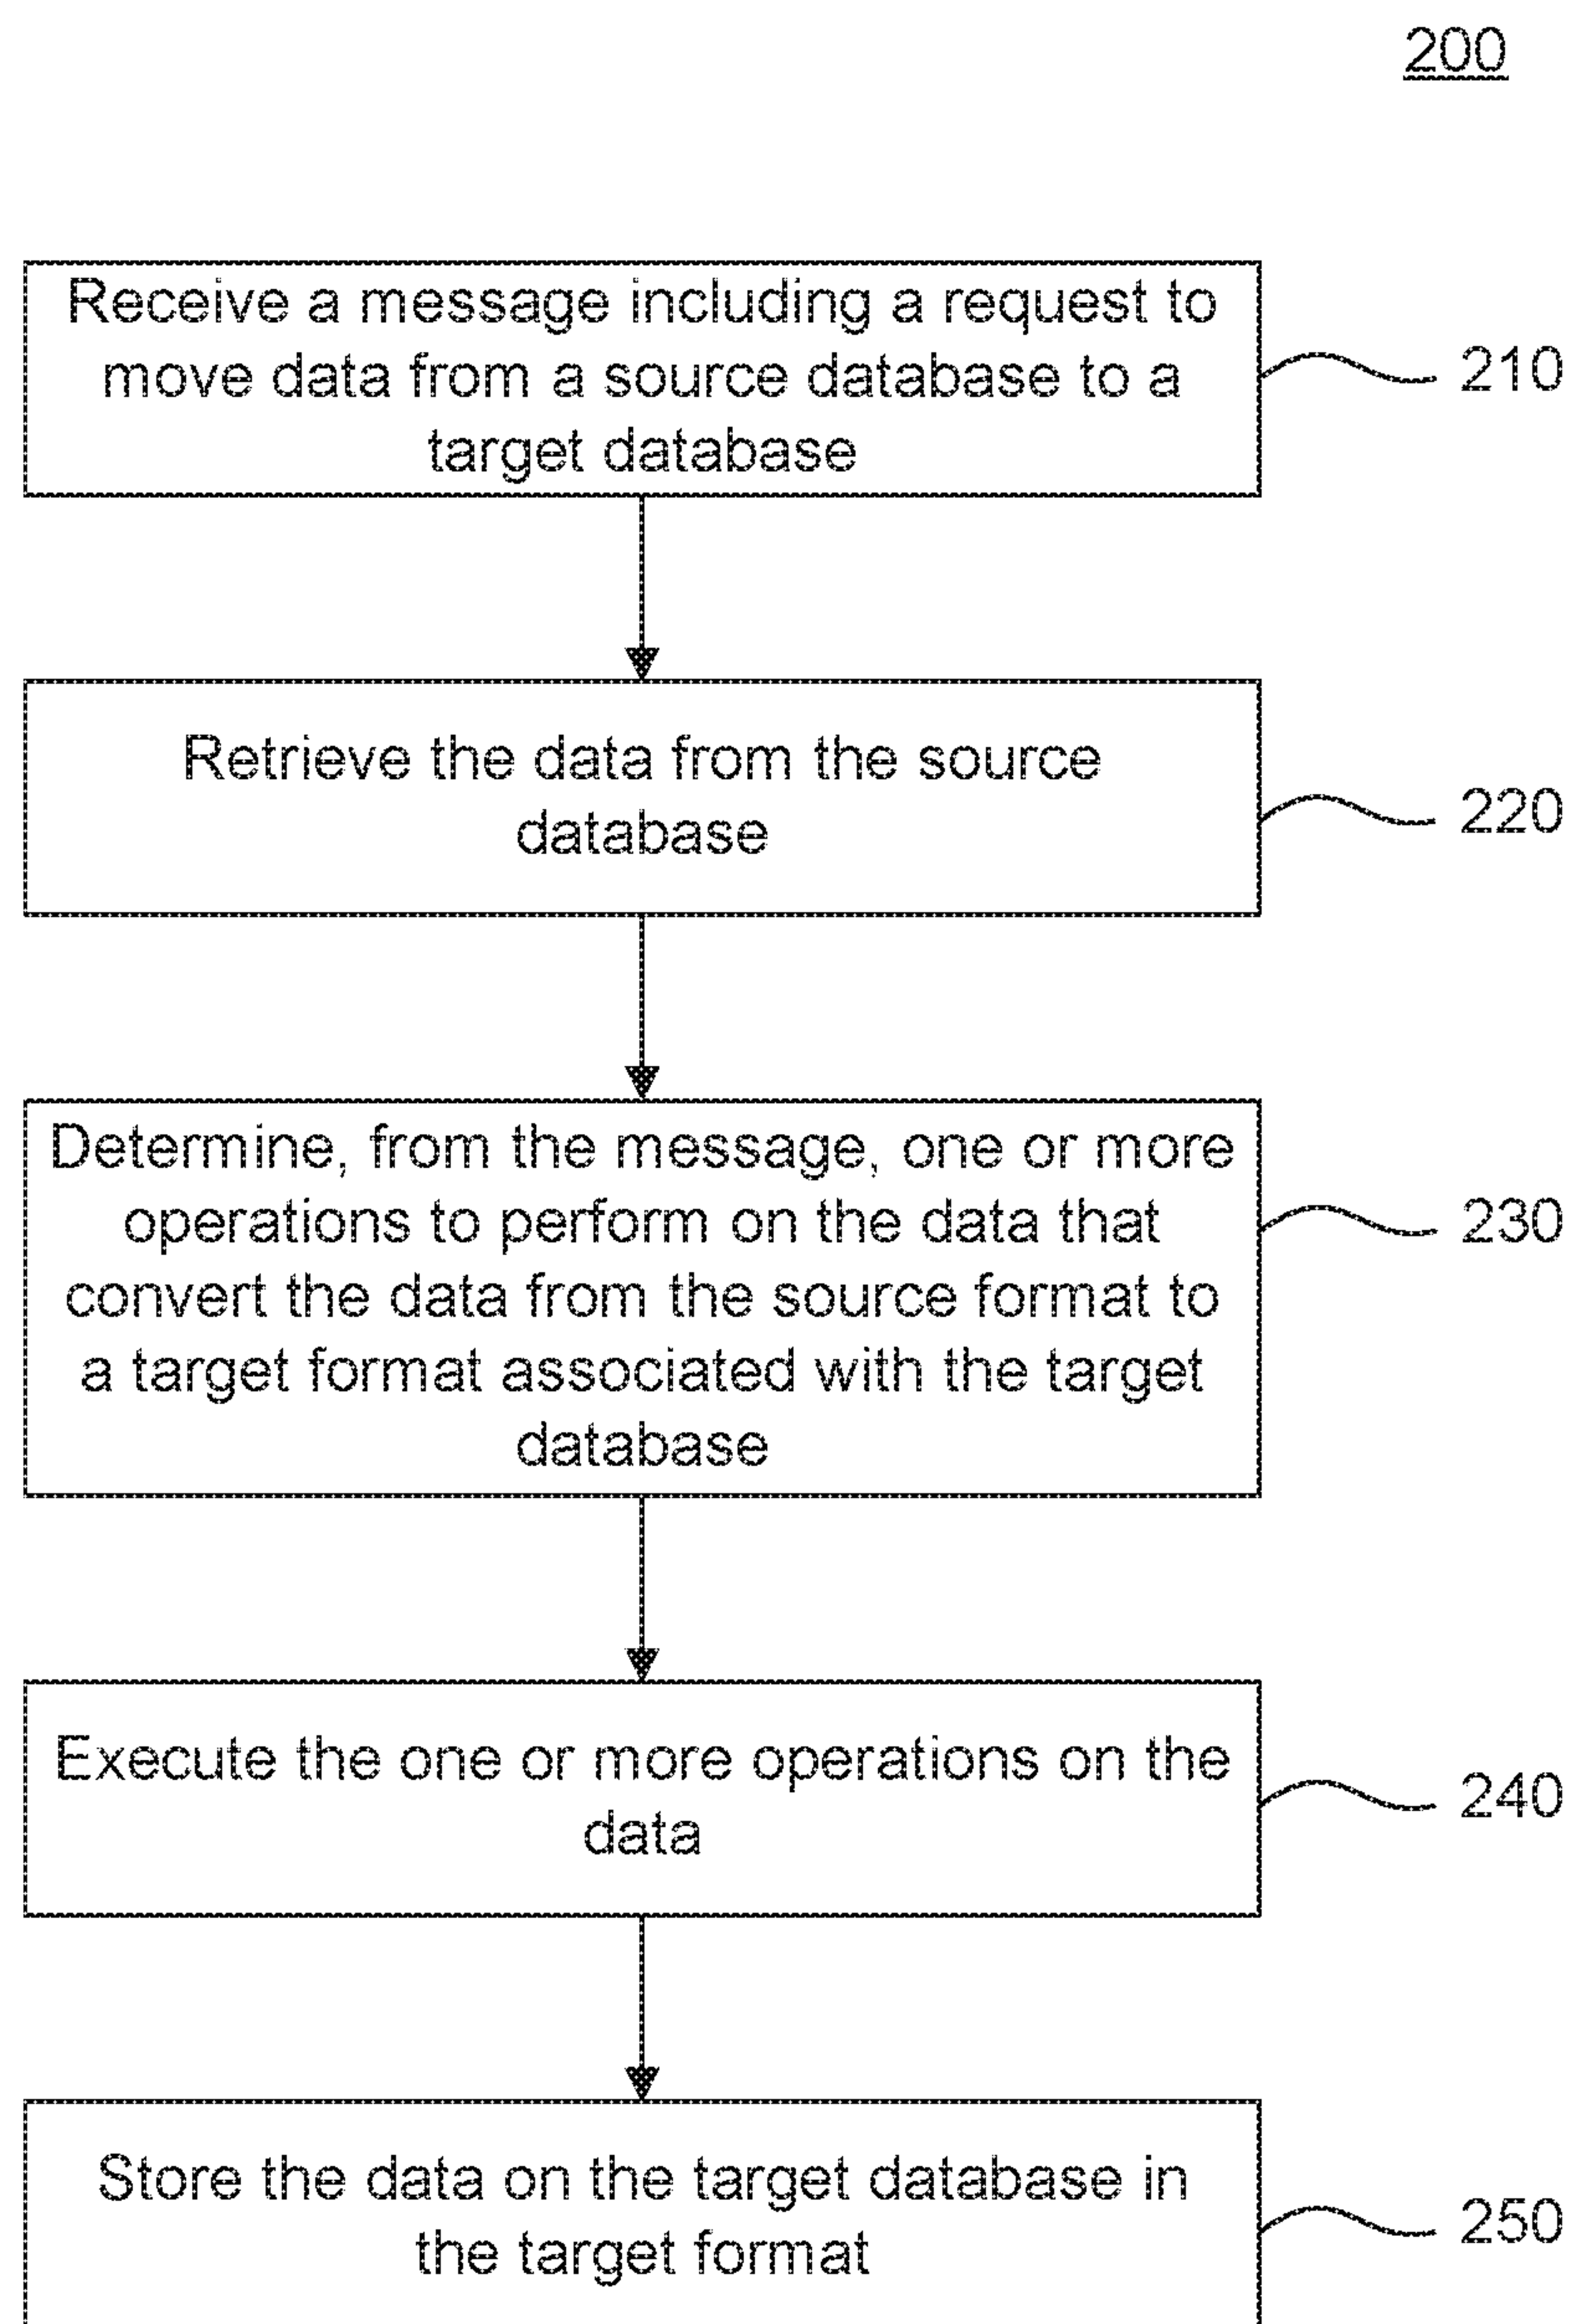 200
Receive a message including a request to
move data from a source database to a
target database
210
Retrieve the data from the source
database
220
Determine, from the message, one or more
operations to perform on the data that
convert the data from the source format to
a target format associated with the target
database
230
Execute the one or more operations on the
data
240
Store the data on the target database in
the target format
250